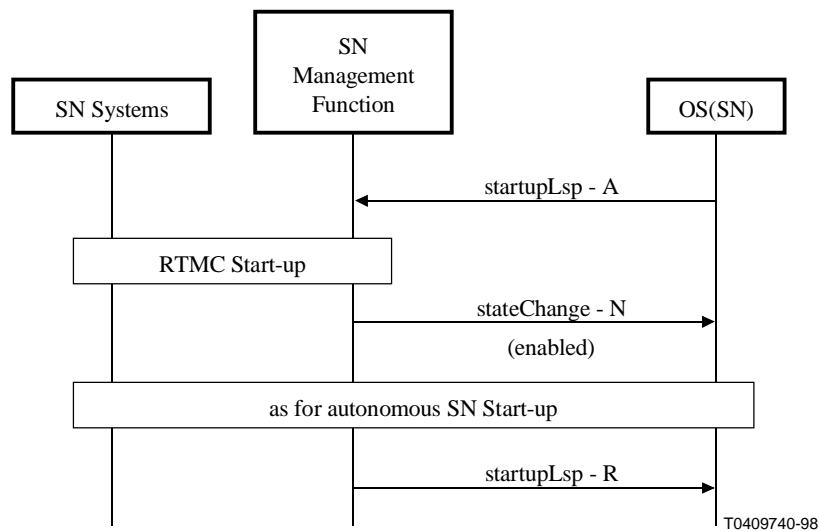 SN
Management
Function
SN Systems
OS(SN)
startupLsp - A
RTMC Start-up
stateChange - N
(enabled)
as for autonomous SN Start-up
startupLsp - R
T0409740-98